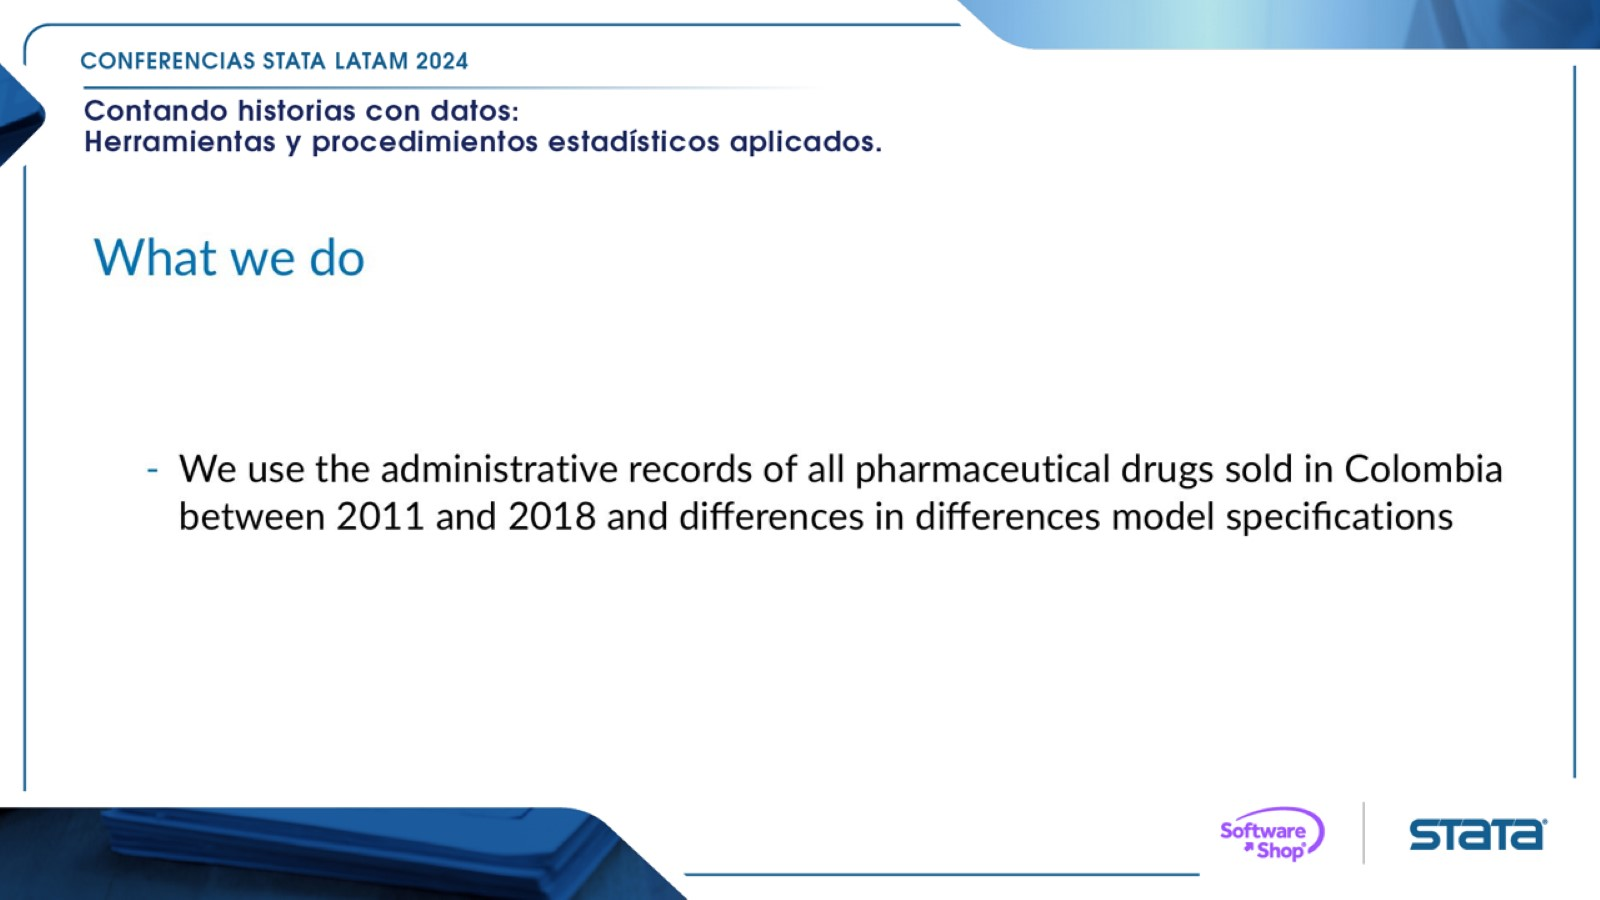 CONFERENCIAS STATA LATAM 2024
Contando historias con datos:
Herramientas y procedimientos estadísticos aplicados.
What we do
- We use the administrative records of all pharmaceutical drugs sold in Colombia
between 2011 and 2018 and differences in differences model specifications
Software
Shop
STATA